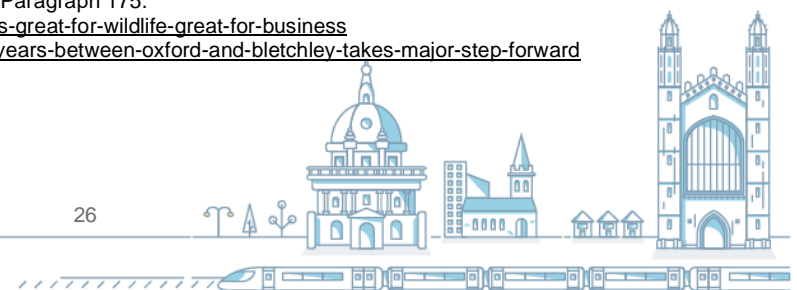 Paragraph 175.
s-great-for-wildlife-great-for-business
years-between-oxford-and-bletchley-takes-major-step-forward
26